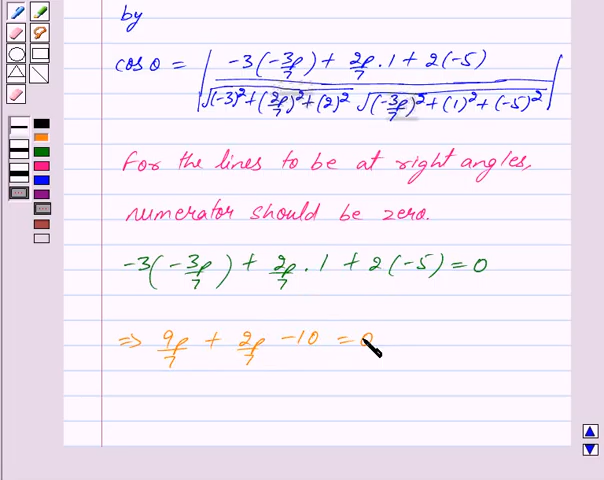 by
cos θ = | (-3(-3p/7) + 2p/7 . 1 + 2(-5)) / (√((-3)² + (2p/7)² + (2)²) √((-3p/7)² + (1)² + (-5)²)) |
For the lines to be at right angles,
numerator should be zero.
-3(-3p/7) + 2p/7 . 1 + 2(-5) = 0
⇒ 9p/7 + 2p/7 -10 = 0